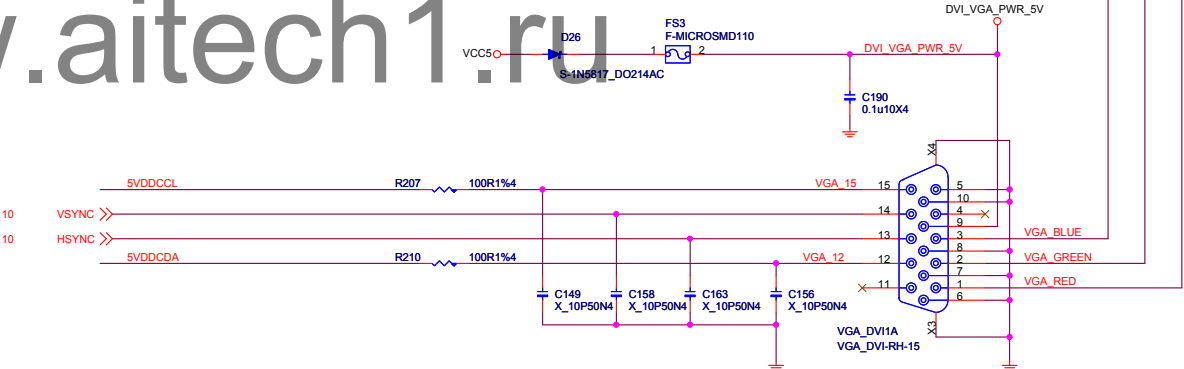 DVI_VGA_PWR_5V
www.aitech1.ru
FS3
F-MICROSMD110
D26
VCC5
1
2
DVI_VGA_PWR_5V
S-1N5817_DO214AC
C190
0.1u10X4
X4
5VDDCCL
R207
100R1%4
VGA_15
15
5
10
10
VSYNC
14
4
9
10
HSYNC
13
3
VGA_BLUE
8
5VDDCDA
R210
100R1%4
VGA_12
12
2
VGA_GREEN
7
11
1
VGA_RED
6
C149
X_10P50N4
C158
X_10P50N4
C163
X_10P50N4
C156
X_10P50N4
X3
VGA_DVI1A
VGA_DVI-RH-15